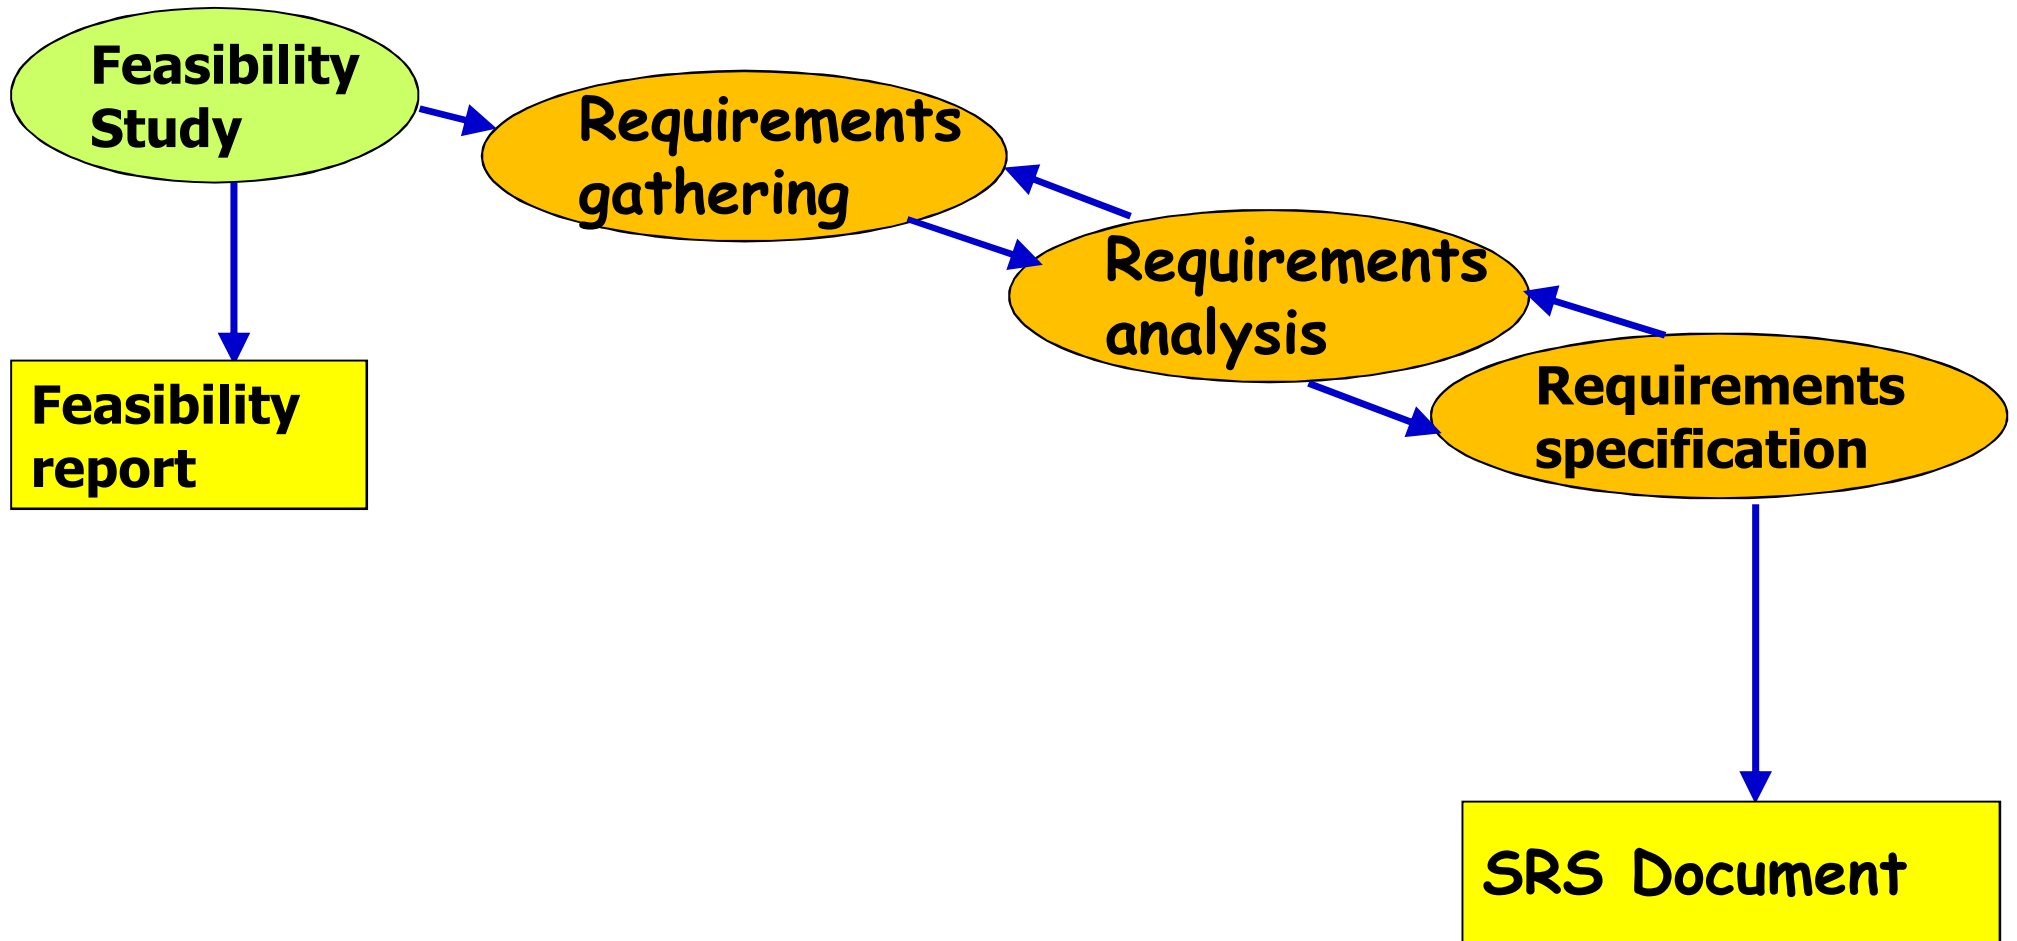 Feasibility
Study
Requirements
gathering
Requirements
analysis
Requirements
specification
Feasibility
report
SRS Document